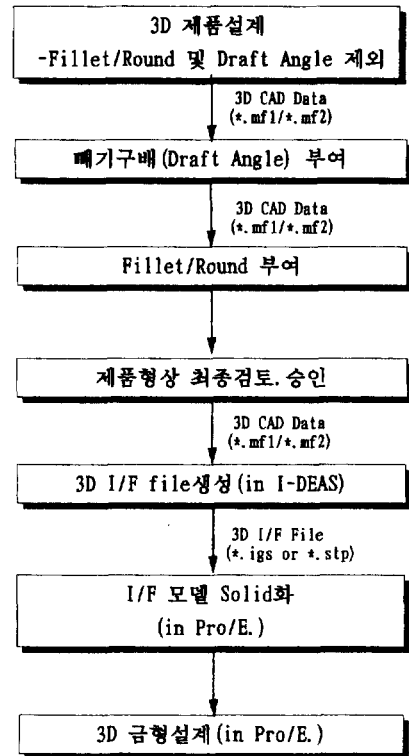 3D 제품설계
-Fillet/Round 및 Draft Angle 제외
3D CAD Data
(*.mf1/*.mf2)
빼기구배(Draft Angle) 부여
3D CAD Data
(*.mf1/*.mf2)
Fillet/Round 부여
제품형상 최종검토.승인
3D CAD Data
(*.mf1/*.mf2)
3D I/F file생성(in I-DEAS)
3D I/F File
(*.igs or *.stp)
I/F 모델 Solid화
(in Pro/E.)
3D 금형설계(in Pro/E.)